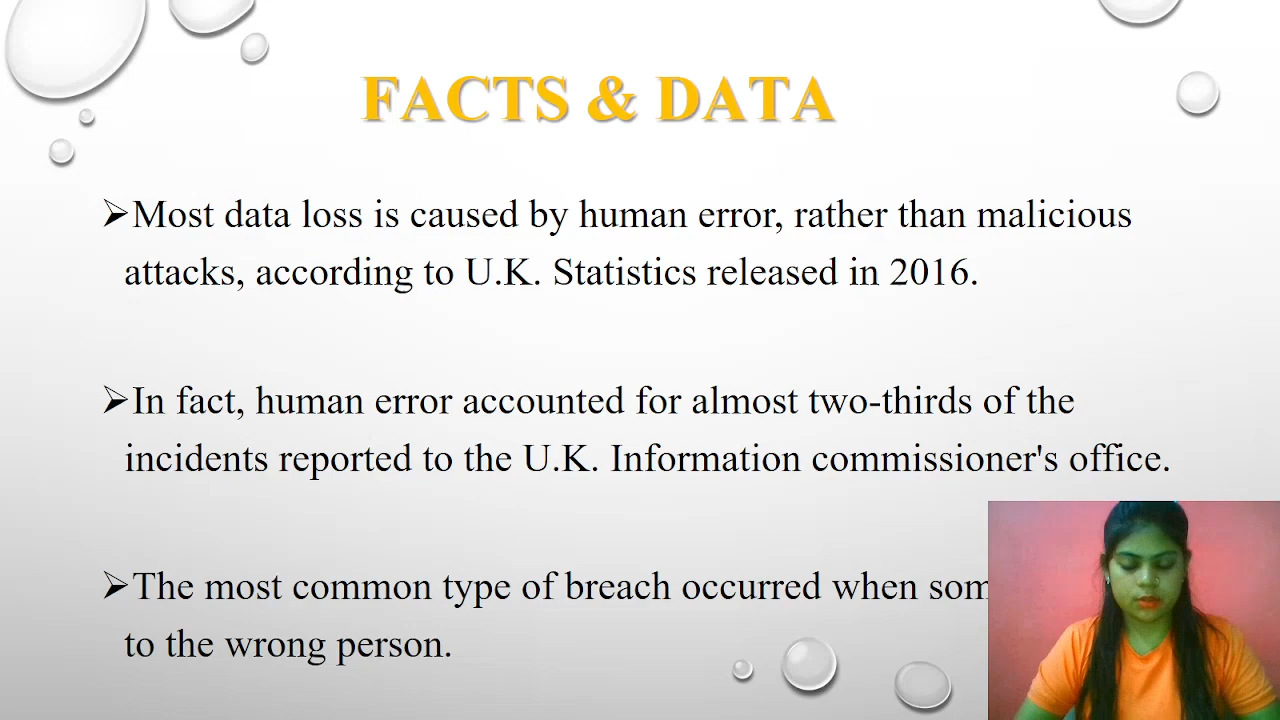 FACTS & DATA
➢Most data loss is caused by human error, rather than malicious
attacks, according to U.K. Statistics released in 2016.
➢In fact, human error accounted for almost two-thirds of the
incidents reported to the U.K. Information commissioner's office.
➢The most common type of breach occurred when
to the wrong person.